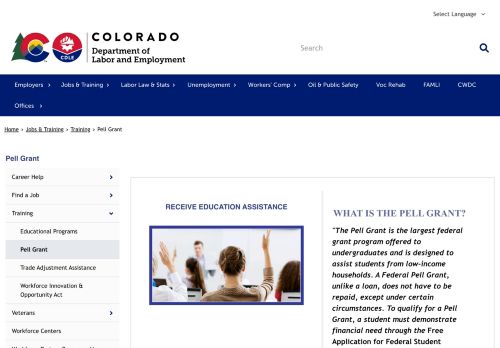 Select Language
COLORADO
Department of
Labor and Employment
CDLE
Search
Employers
Jobs & Training
Labor Law & Stats
Unemployment
Workers' Comp
Oil & Public Safety
Voc Rehab
FAMLI
CWDC
Offices
Home › Jobs & Training › Training › Pell Grant
Pell Grant
Career Help
Find a Job
Training
Educational Programs
Pell Grant
Trade Adjustment Assistance
Workforce Innovation &
Opportunity Act
Veterans
Workforce Centers
RECEIVE EDUCATION ASSISTANCE
WHAT IS THE PELL GRANT?
"The Pell Grant is the largest federal
grant program offered to
undergraduates and is designed to
assist students from low-income
households. A Federal Pell Grant,
unlike a loan, does not have to be
repaid, except under certain
circumstances. To qualify for a Pell
Grant, a student must demonstrate
financial need through the Free
Application for Federal Student